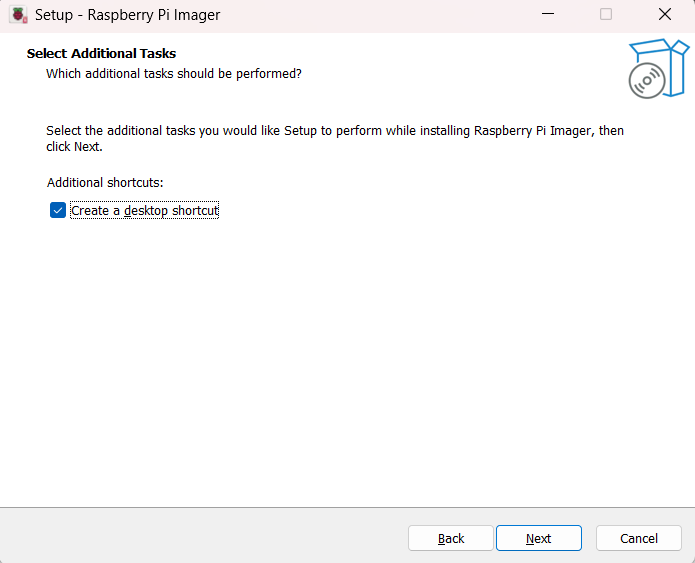 Setup - Raspberry Pi Imager
Select Additional Tasks
Which additional tasks should be performed?
Select the additional tasks you would like Setup to perform while installing Raspberry Pi Imager, then
click Next.
Additional shortcuts:
Create a desktop shortcut
Back Next Cancel